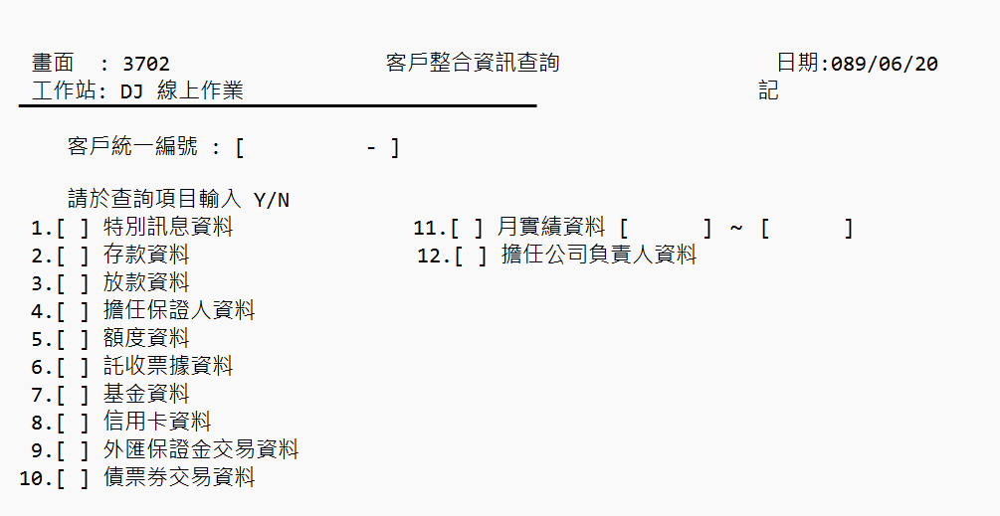 畫面  : 3702                客戶整合資訊查詢                日期:089/06/20
工作站: DJ 線上作業                記
客戶統一編號 : [          - ]
請於查詢項目輸入 Y/N
1.[ ] 特別訊息資料                11.[ ] 月實績資料 [      ] ~ [      ]
2.[ ] 存款資料                12.[ ] 擔任公司負責人資料
3.[ ] 放款資料
4.[ ] 擔任保證人資料
5.[ ] 額度資料
6.[ ] 託收票據資料
7.[ ] 基金資料
8.[ ] 信用卡資料
9.[ ] 外匯保證金交易資料
10.[ ] 債票券交易資料